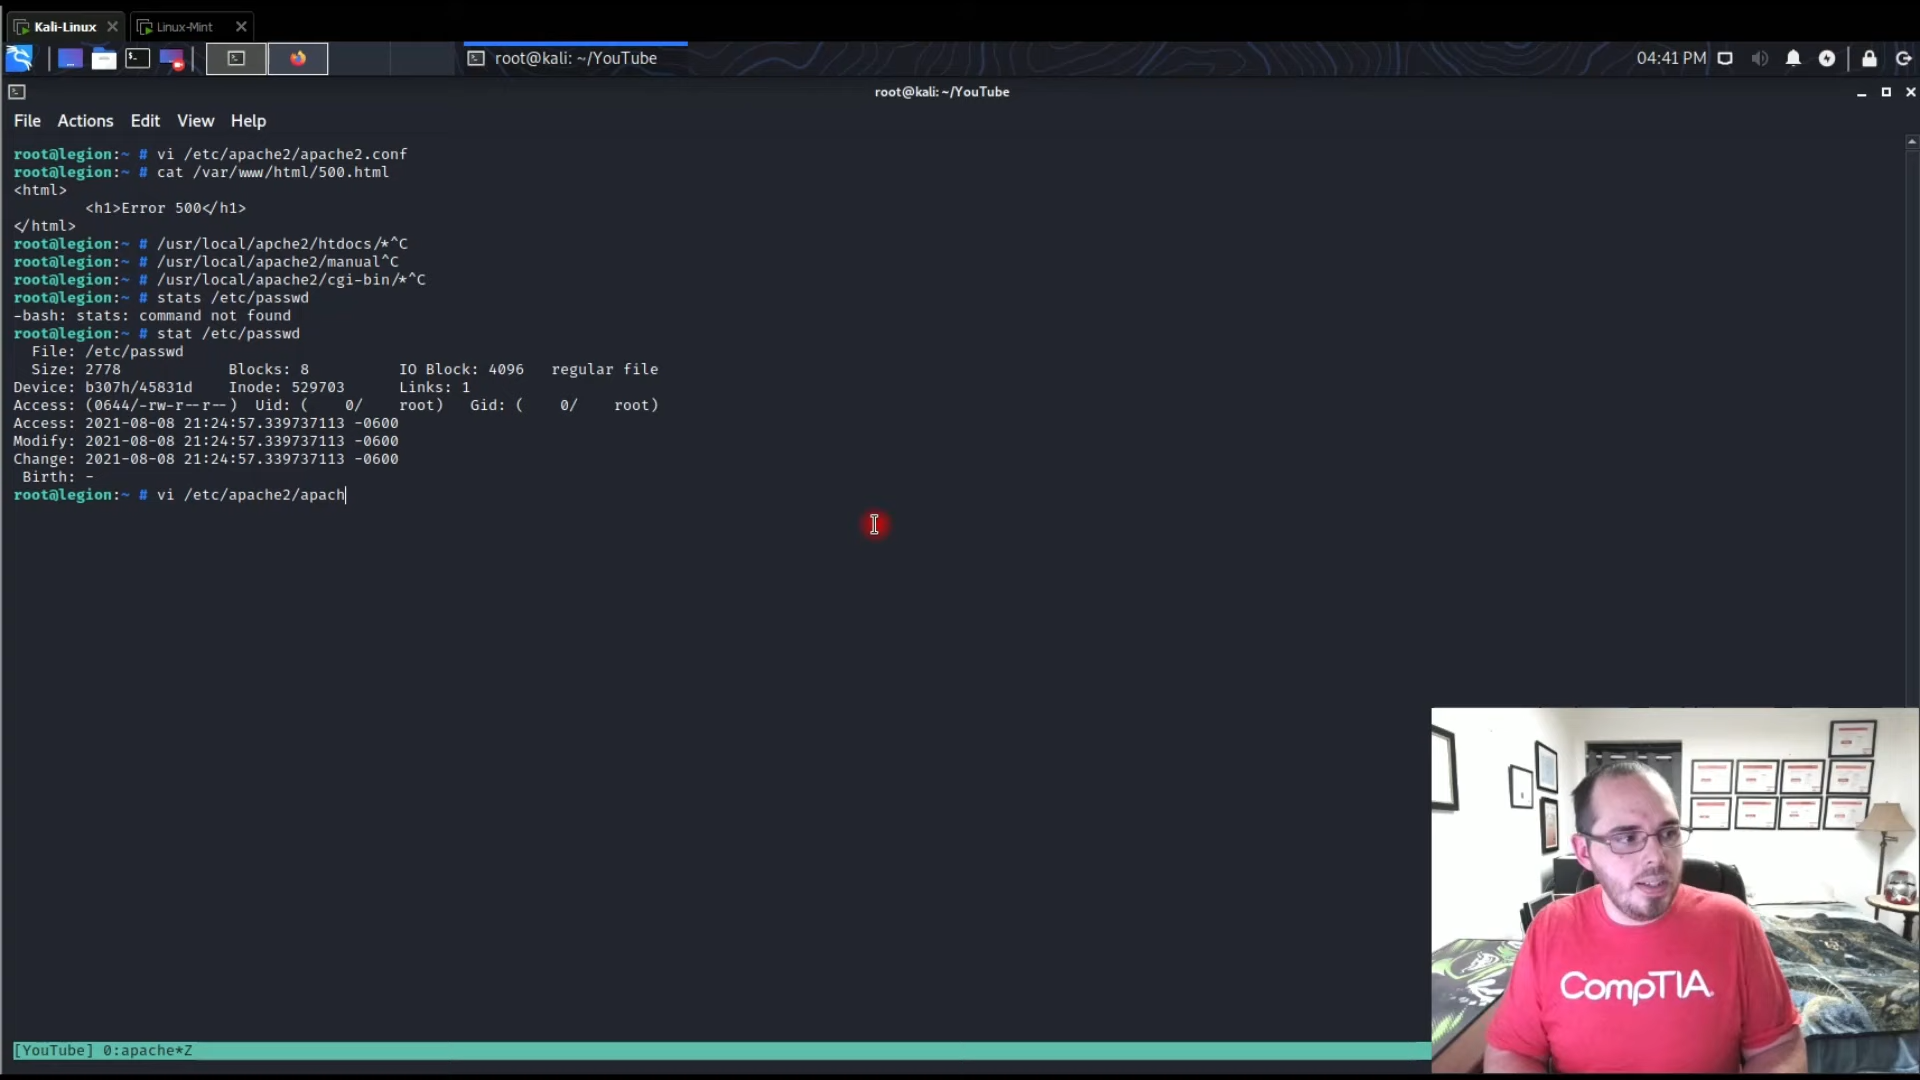 Kali-Linux
Linux-Mint
root@kali: ~/YouTube
04:41 PM
root@kali: ~/YouTube
File Actions Edit View Help
root@legion:~ # vi /etc/apache2/apache2.conf
root@legion:~ # cat /var/www/html/500.html
<html>
<h1>Error 500</h1>
</html>
root@legion:~ # /usr/local/apche2/htdocs/*^C
root@legion:~ # /usr/local/apache2/manual^C
root@legion:~ # /usr/local/apache2/cgi-bin/*^C
root@legion:~ # stats /etc/passwd
-bash: stats: command not found
root@legion:~ # stat /etc/passwd
File: /etc/passwd
Size: 2778 Blocks: 8 IO Block: 4096 regular file
Device: b307h/45831d Inode: 529703 Links: 1
Access: (0644/-rw-r--r--) Uid: ( 0/ root) Gid: ( 0/ root)
Access: 2021-08-08 21:24:57.339737113 -0600
Modify: 2021-08-08 21:24:57.339737113 -0600
Change: 2021-08-08 21:24:57.339737113 -0600
Birth: -
root@legion:~ # vi /etc/apache2/apach
CompTIA
[YouTube] 0:apache*Z